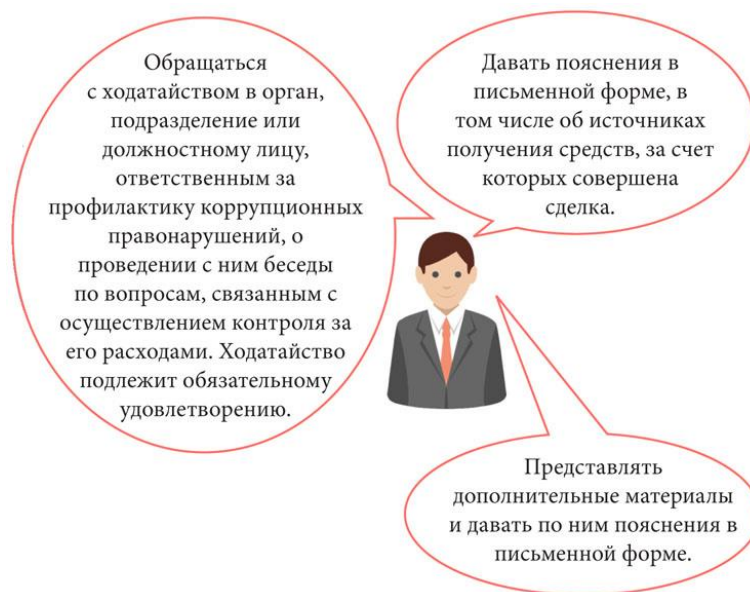 Обращаться
с ходатайством в орган,
подразделение или
должностному лицу,
ответственным за
профилактику коррупционных
правонарушений, о
проведении с ним беседы
по вопросам, связанным с
осуществлением контроля за
его расходами. Ходатайство
подлежит обязательному
удовлетворению.
Давать пояснения в
письменной форме, в
том числе об источниках
получения средств, за счет
которых совершена
сделка.
Представлять
дополнительные материалы
и давать по ним пояснения в
письменной форме.